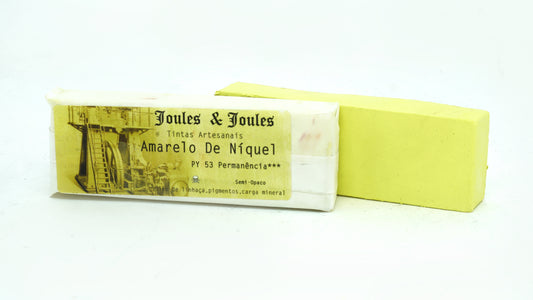 Joules & Joules
Tintas Artesanais
Amarelo De Níquel
PY 53 Permanência***
Semi-Opaco
de linhaça,pigmentos,carga mineral